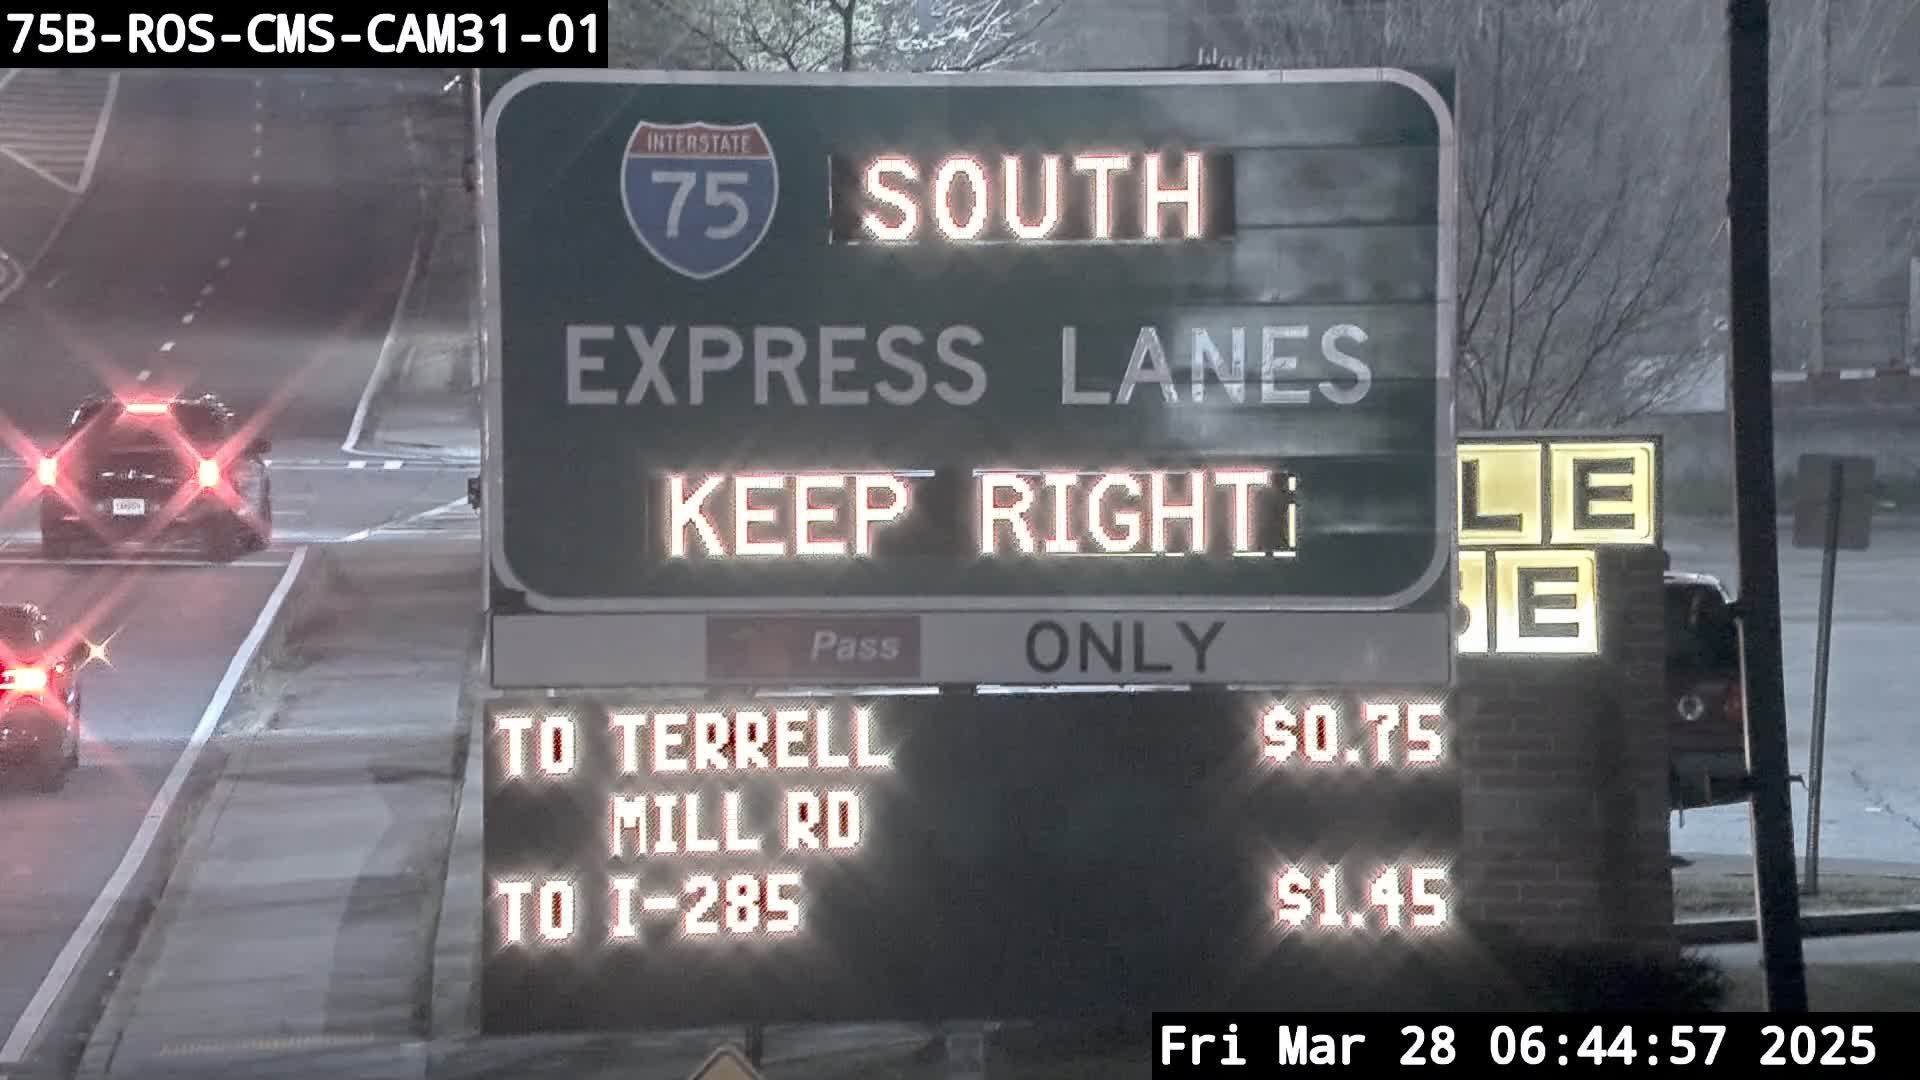 75B-ROS-CMS-CAM31-01
INTERSTATE
75
SOUTH
EXPRESS LANES
KEEP RIGHT
LE
E
Pass ONLY
TO TERRELL $0.75
MILL RD
TO I-285 $1.45
Fri Mar 28 06:44:57 2025